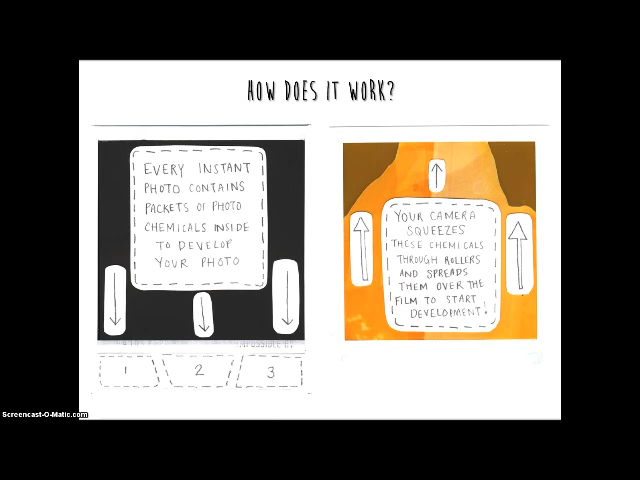 HOW DOES IT WORK?
EVERY INSTANT
PHOTO CONTAINS
PACKETS OF PHOTO
CHEMICALS INSIDE
TO DEVELOP
YOUR PHOTO
1 2 3
YOUR CAMERA
SQUEEZES
THESE CHEMICALS
THROUGH ROLLERS
AND SPREADS
THEM OVER THE
FILM TO START
DEVELOPMENT!
Screencast-O-Matic.com